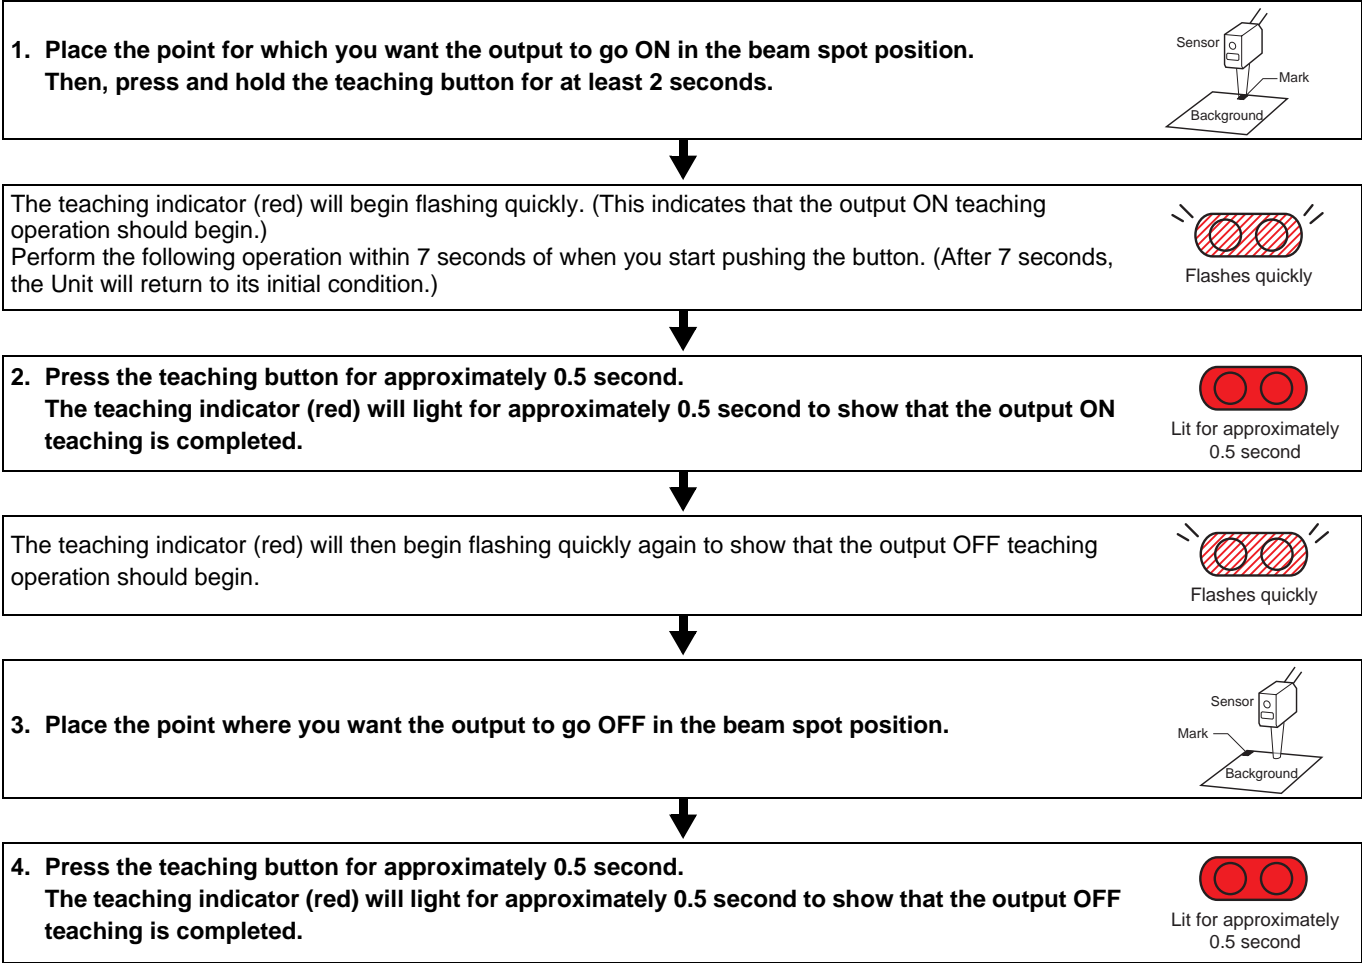 1. Place the point for which you want the output to go ON in the beam spot position.
Then, press and hold the teaching button for at least 2 seconds.
Sensor
Mark
Background
The teaching indicator (red) will begin flashing quickly. (This indicates that the output ON teaching
operation should begin.)
Perform the following operation within 7 seconds of when you start pushing the button. (After 7 seconds,
the Unit will return to its initial condition.)
Flashes quickly
2. Press the teaching button for approximately 0.5 second.
The teaching indicator (red) will light for approximately 0.5 second to show that the output ON
teaching is completed.
Lit for approximately
0.5 second
The teaching indicator (red) will then begin flashing quickly again to show that the output OFF teaching
operation should begin.
Flashes quickly
3. Place the point where you want the output to go OFF in the beam spot position.
Sensor
Mark
Background
4. Press the teaching button for approximately 0.5 second.
The teaching indicator (red) will light for approximately 0.5 second to show that the output OFF
teaching is completed.
Lit for approximately
0.5 second